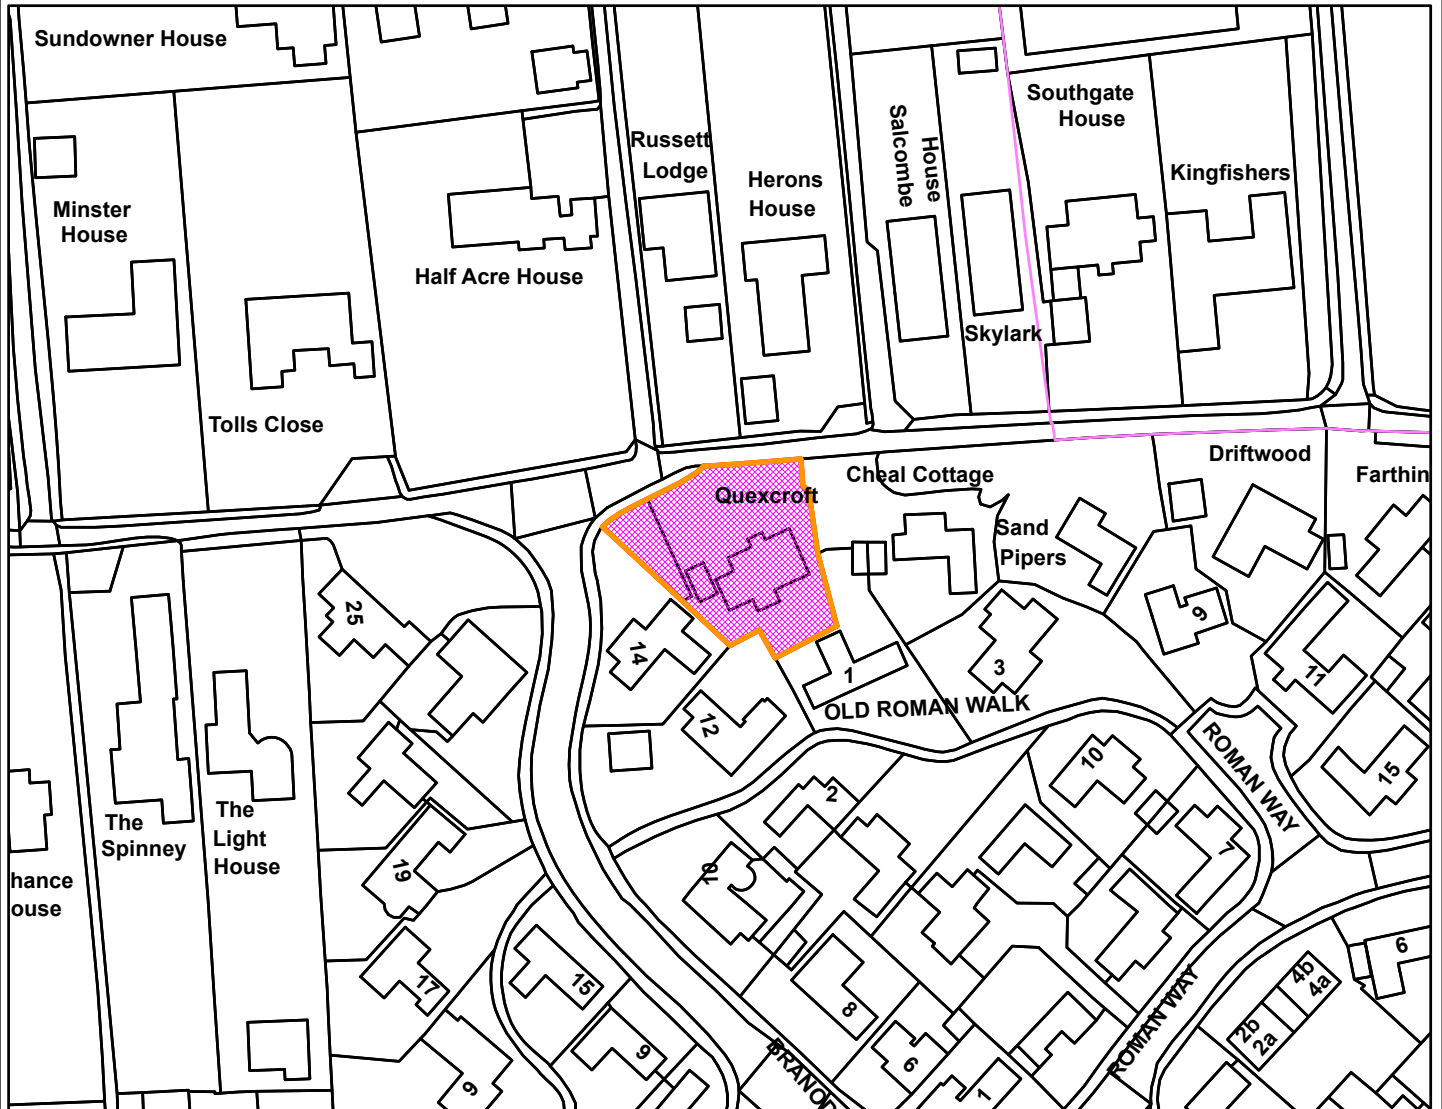 Sundowner House
Southgate
House
Russett
Lodge
Salcombe
House
Kingfishers
Herons
House
Minster
House
Half Acre House
Skylark
Tolls Close
Driftwood
Cheal Cottage
Farthin
Quexcroft
Sand
Pipers
25
9
14
1
3
11
OLD ROMAN WALK
12
ROMAN WAY
10
15
2
The
Spinney
The
Light
House
7
19
10
hance
ouse
6
4b
4a
17
15
8
ROMAN WAY
2b
2a
9
6
9
1
BRANOD